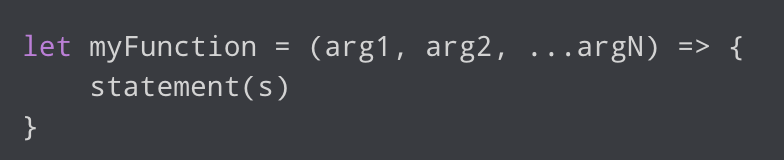 let myFunction = (arg1, arg2, ...argN) => {
    statement(s)
}